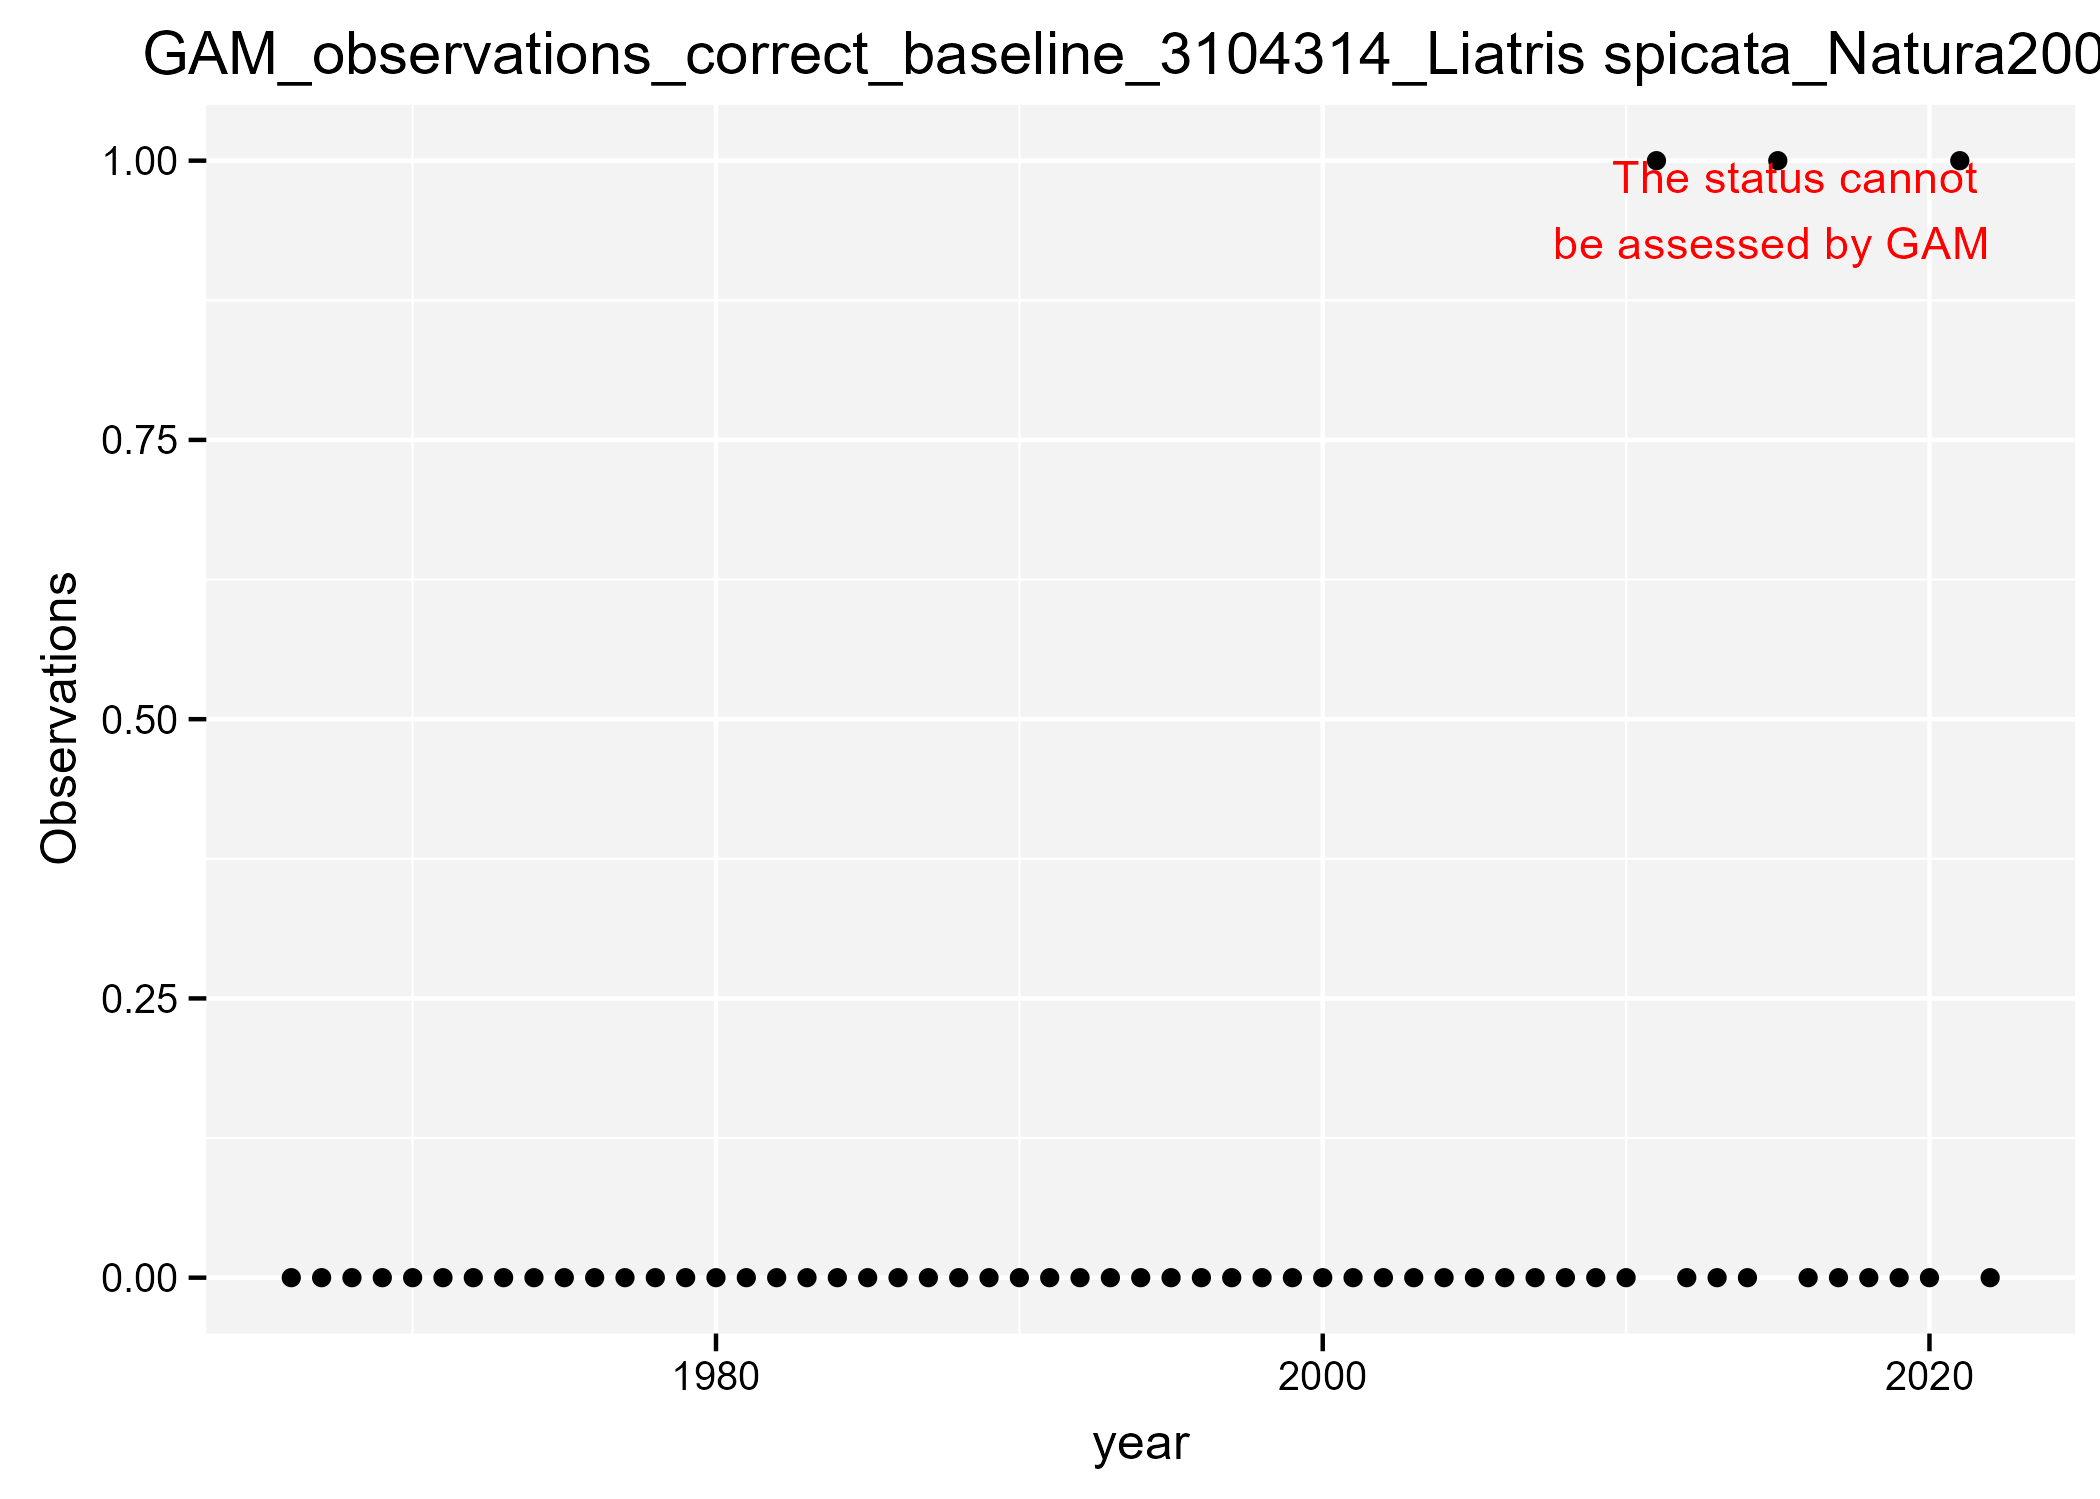 GAM_observations_correct_baseline_3104314_Liatris spicata_Natura200
1.00
The status cannot
be assessed by GAM
0.75
Observations
0.50
0.25
0.00
1980 2000 2020
year